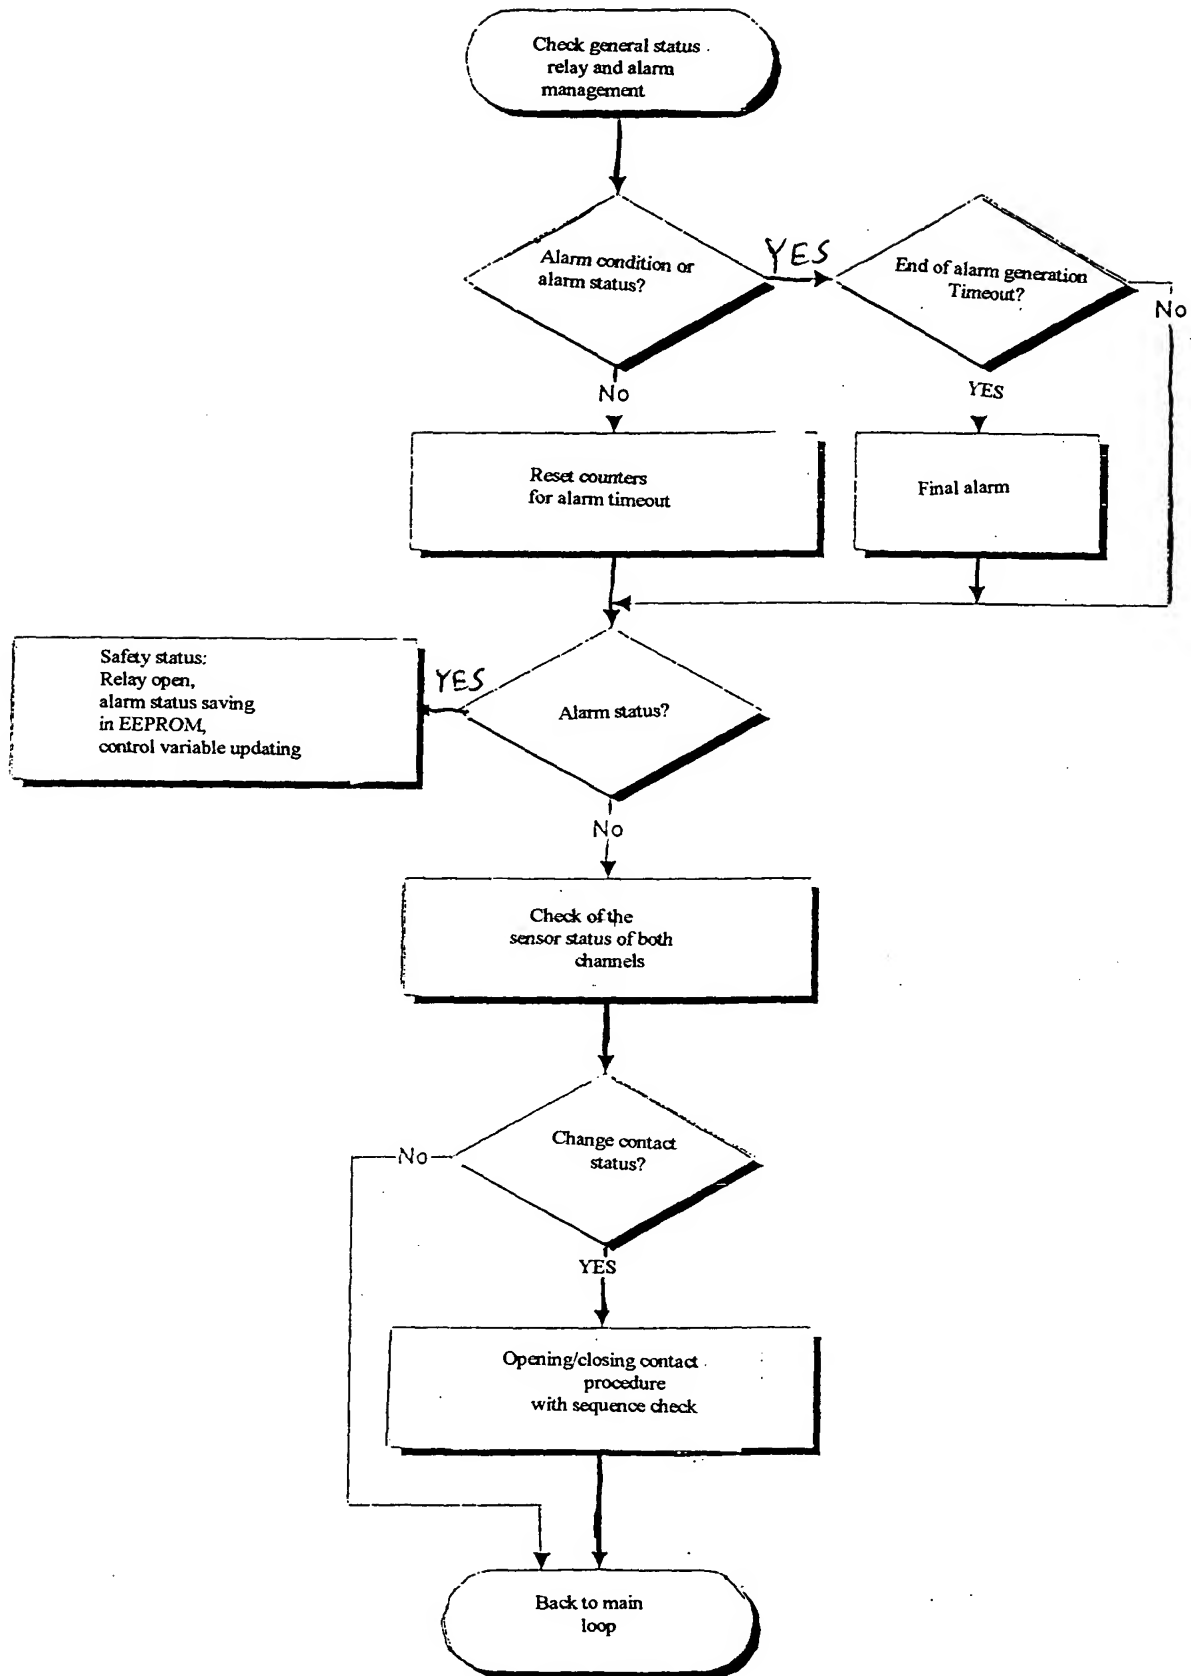 Check general status
relay and alarm
management
Alarm condition or
alarm status?
YES
End of alarm generation
Timeout?
No
No
YES
Reset counters
for alarm timeout
Final alarm
Safety status:
Relay open,
alarm status saving
in EEPROM,
control variable updating
YES
Alarm status?
No
Check of the
sensor status of both
channels
No
Change contact
status?
YES
Opening/closing contact
procedure
with sequence check
Back to main
loop